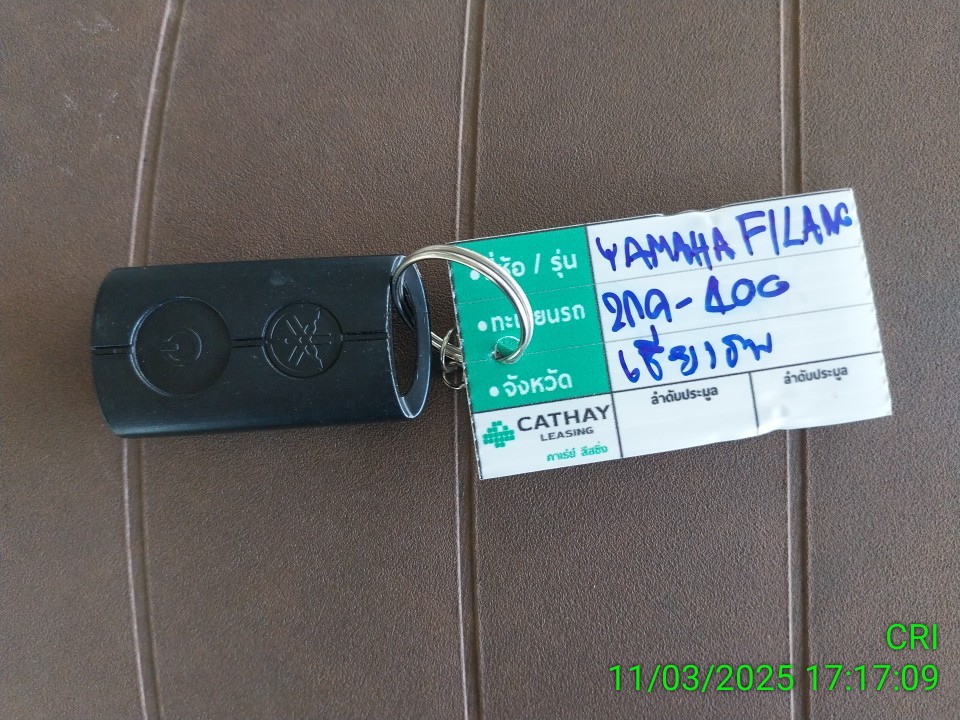 •ยี่ห้อ / รุ่น YAMAHA FILANO
•ทะเบียนรถ 2กฤ-400
•จังหวัด เชียงราย
CATHAY
LEASING
คาเธ่ย์ ลีสซิ่ง
ลำดับประมูล ลำดับประมูล
CRI
11/03/2025 17:17:09